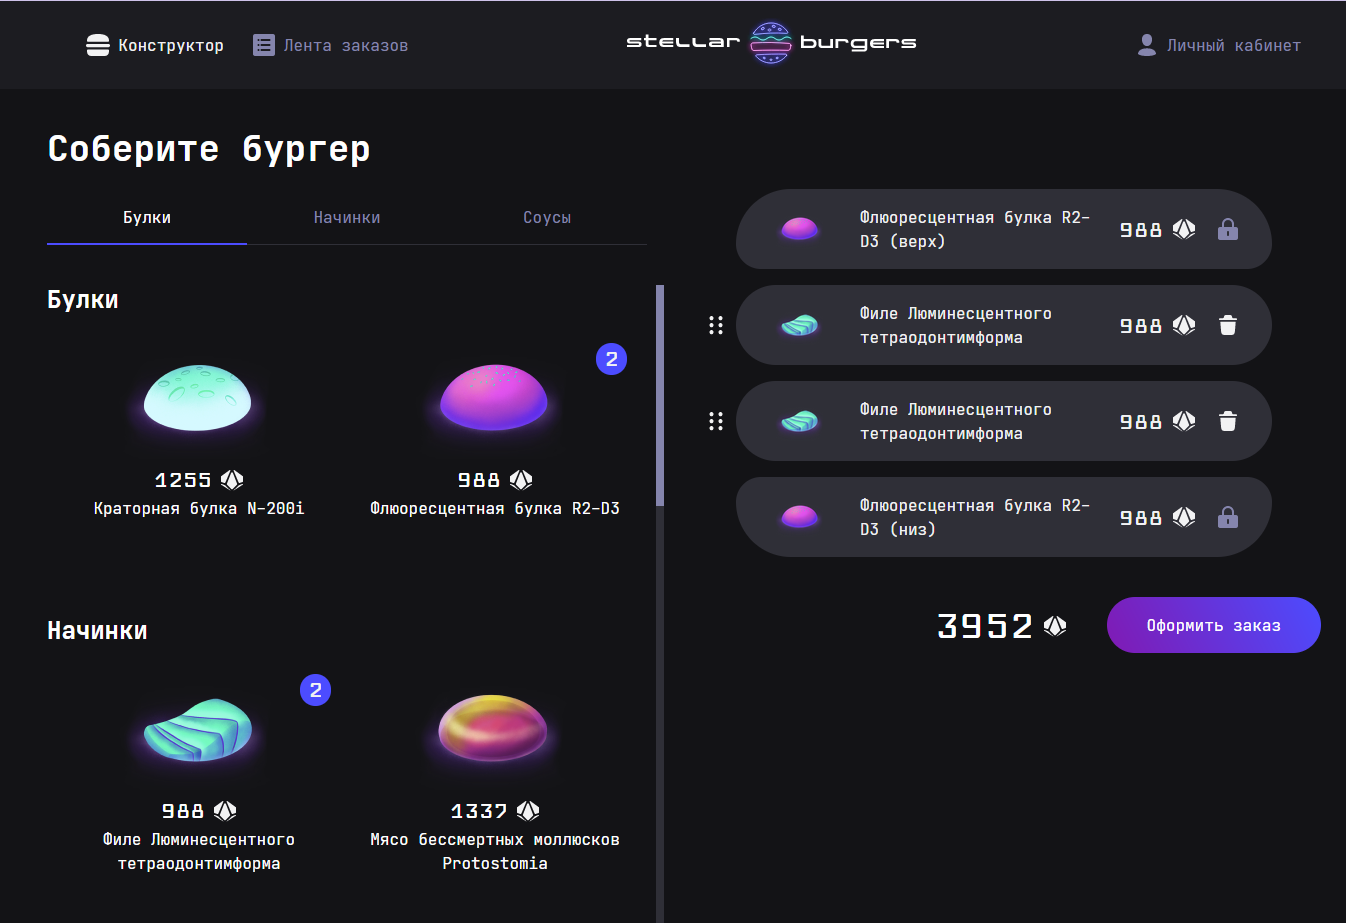 Конструктор
Лента заказов
stellar burgers
Личный кабинет
Соберите бургер
Булки
Начинки
Соусы
Булки
2
1255
988
Краторная булка N-200i
Флюоресцентная булка R2-D3
Начинки
2
988
1337
Филе Люминесцентного
тетраодонтимформа
Мясо бессмертных моллюсков
Protostomia
Флюоресцентная булка R2-
D3 (верх)
988
Филе Люминесцентного
тетраодонтимформа
988
Филе Люминесцентного
тетраодонтимформа
988
Флюоресцентная булка R2-
D3 (низ)
988
3952
Оформить заказ